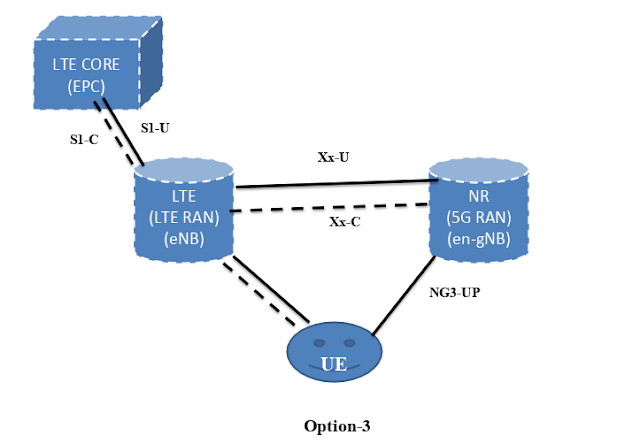 LTE CORE
(EPC)
S1-U
S1-C
Xx-U
LTE
(LTE RAN)
(eNB)
NR
(5G RAN)
(en-gNB)
Xx-C
NG3-UP
UE
Option-3